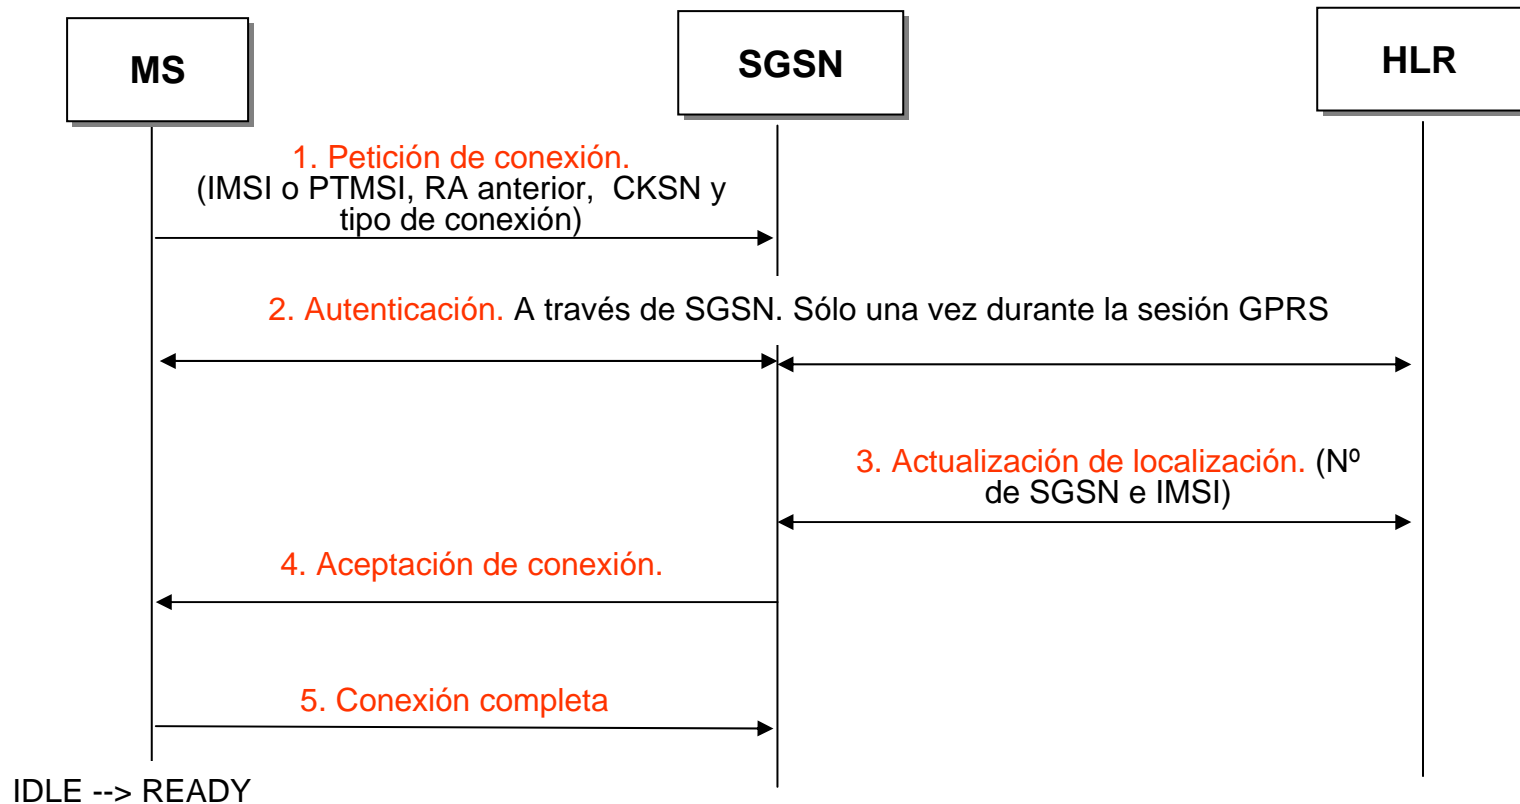 MS
SGSN
HLR
1. Petición de conexión.
(IMSI o PTMSI, RA anterior, CKSN y
tipo de conexión)
2. Autenticación. A través de SGSN. Sólo una vez durante la sesión GPRS
3. Actualización de localización. (Nº
de SGSN e IMSI)
4. Aceptación de conexión.
5. Conexión completa
IDLE --> READY